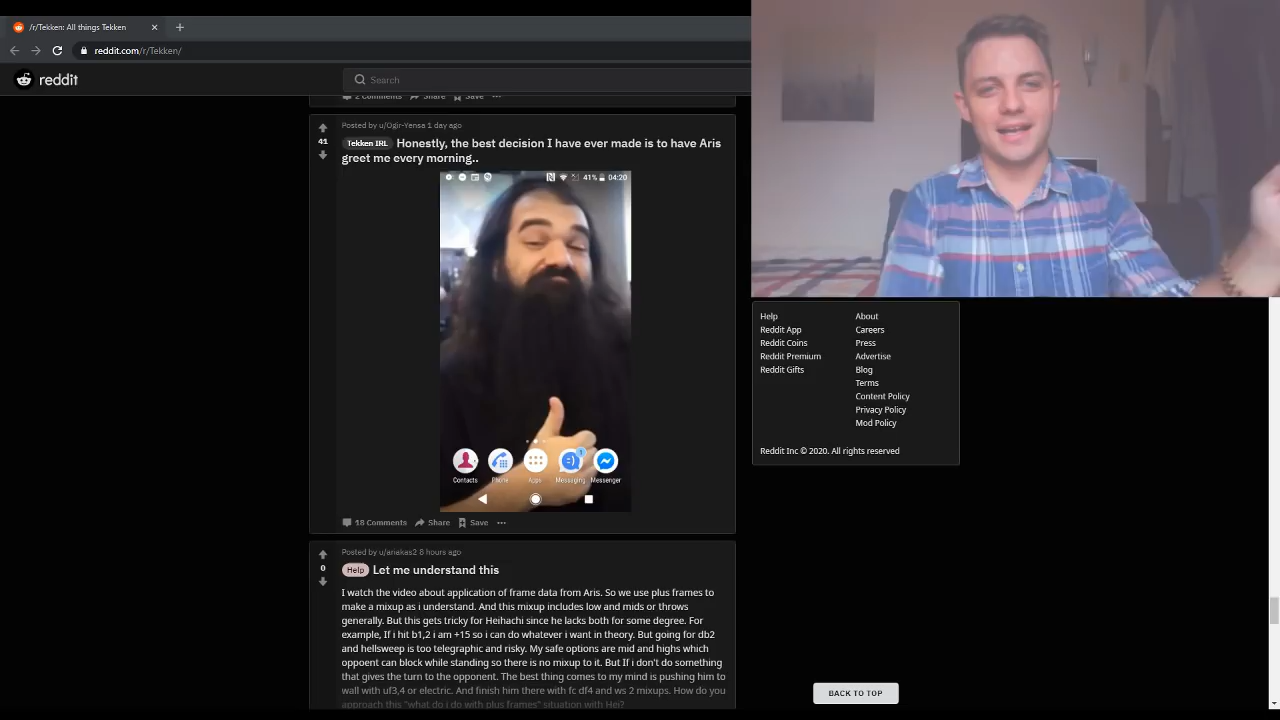 /r/Tekken: All things Tekken
reddit.com/r/Tekken/
reddit
Search
2 Comments Share Save
Posted by u/Ogir-Yensa 1 day ago
41
Tekken IRL Honestly, the best decision I have ever made is to have Aris
greet me every morning..
41% 04:20
Contacts Phone Apps Messaging Messenger
18 Comments Share Save
Posted by u/ariakas2 8 hours ago
0
Help Let me understand this
I watch the video about application of frame data from Aris. So we use plus frames to
make a mixup as i understand. And this mixup includes low and mids or throws
generally. But this gets tricky for Heihachi since he lacks both for some degree. For
example, If i hit b1,2 i am +15 so i can do whatever i want in theory. But going for db2
and hellsweep is too telegraphic and risky. My safe options are mid and highs which
oppoent can block while standing so there is no mixup to it. But If i don't do something
that gives the turn to the opponent. The best thing comes to my mind is pushing him to
wall with uf3,4 or electric. And finish him there with fc df4 and ws 2 mixups. How do you
approach this "what do i do with plus frames" situation with Hei?
Help About
Reddit App Careers
Reddit Coins Press
Reddit Premium Advertise
Reddit Gifts Blog
Terms
Content Policy
Privacy Policy
Mod Policy
Reddit Inc © 2020. All rights reserved
BACK TO TOP